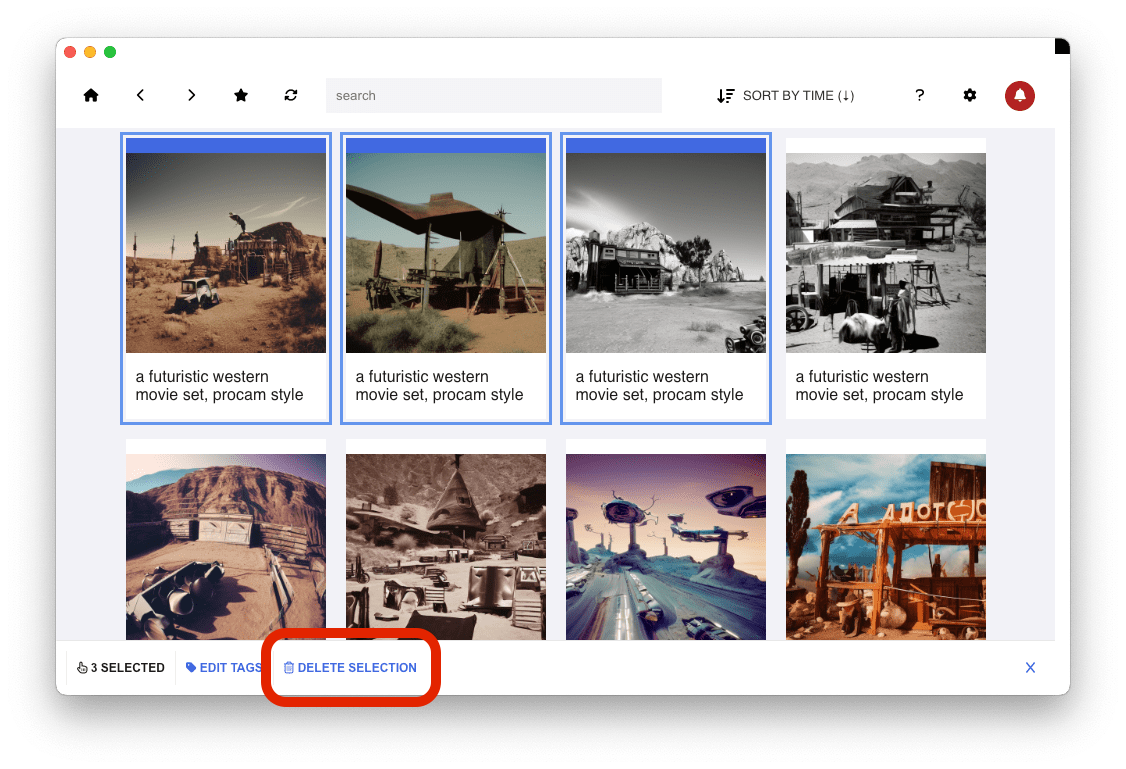 search
SORT BY TIME (↓)
?
a futuristic western
movie set, procam style
a futuristic western
movie set, procam style
a futuristic western
movie set, procam style
a futuristic western
movie set, procam style
3 SELECTED
EDIT TAGS
DELETE SELECTION
X